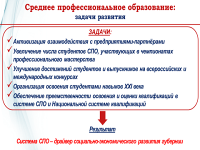 Среднее профессиональное образование:
задачи развития
ЗАДАЧИ:
Активизация взаимодействия с предприятиями-партнёрами
Увеличение числа студентов СПО, участвующих в чемпионатах
профессионального мастерства
Улучшение достижений студентов и выпускников на всероссийских и
международных конкурсах
Организация освоения студентами навыков XXI века
Обеспечение преемственности освоения и оценки квалификаций в
системе СПО и Национальной системе квалификаций
Результат
Система СПО – драйвер социально-экономического развития губернии